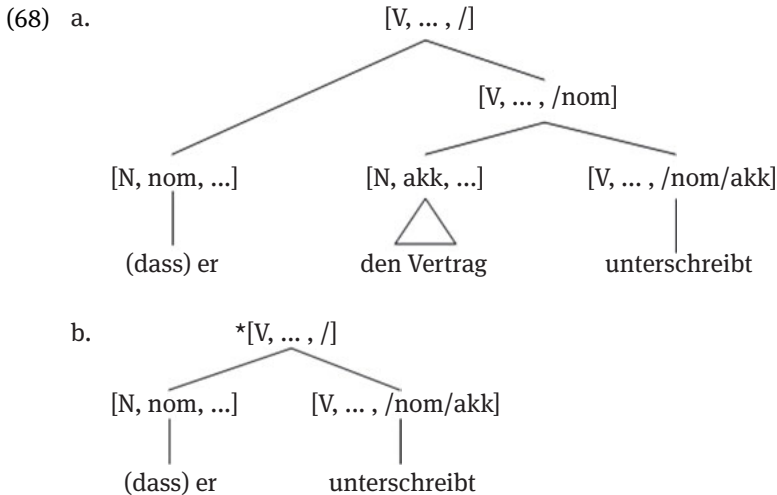 (68) a. [V, ... , /]
[V, ... , /nom]
[N, nom, ...] [N, akk, ...] [V, ... , /nom/akk]
(dass) er den Vertrag unterschreibt
b. *[V, ... , /]
[N, nom, ...] [V, ... , /nom/akk]
(dass) er unterschreibt